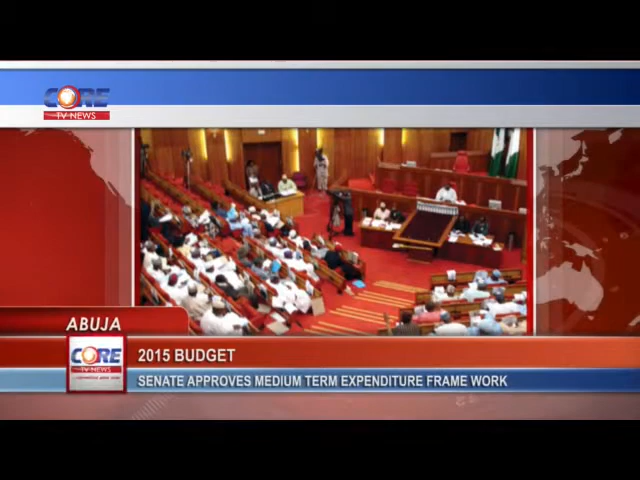 CORE
TV NEWS
ABUJA
CORE
TV NEWS
2015 BUDGET
SENATE APPROVES MEDIUM TERM EXPENDITURE FRAME WORK